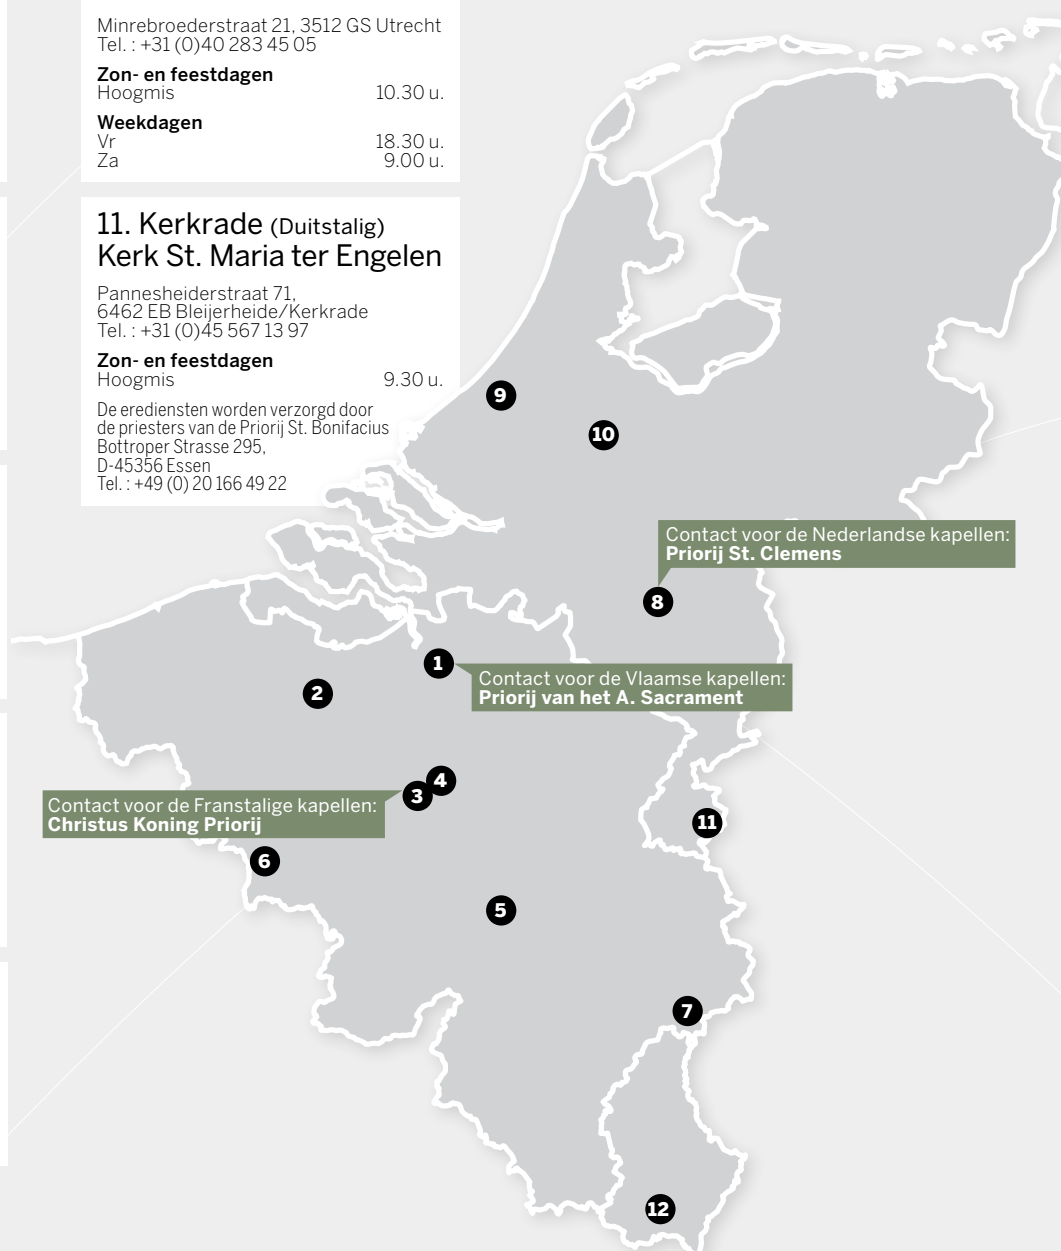 Minrebroederstraat 21, 3512 GS Utrecht
Tel. : +31 (0)40 283 45 05
Zon- en feestdagen
Hoogmis 10.30 u.
Weekdagen
Vr 18.30 u.
Za 9.00 u.
11. Kerkrade (Duitstalig)
Kerk St. Maria ter Engelen
Pannesheiderstraat 71,
6462 EB Bleijerheide/Kerkrade
Tel. : +31 (0)45 567 13 97
Zon- en feestdagen
Hoogmis 9.30 u.
De erediensten worden verzorgd door
de priesters van de Priorij St. Bonifacius
Bottroper Strasse 295,
D-45356 Essen
Tel. : +49 (0) 20 166 49 22
9
10
Contact voor de Nederlandse kapellen:
Priorij St. Clemens
8
1
Contact voor de Vlaamse kapellen:
Priorij van het A. Sacrament
2
4
3
Contact voor de Franstalige kapellen:
Christus Koning Priorij
11
6
5
7
12